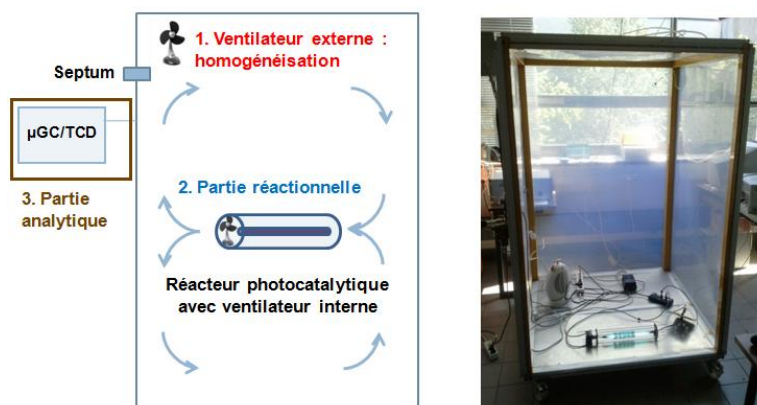 1. Ventilateur externe :
homogénéisation
Septum
µGC/TCD
2. Partie réactionnelle
3. Partie
analytique
Réacteur photocatalytique
avec ventilateur interne